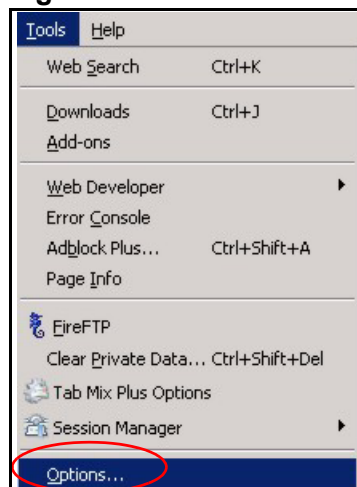 Tools Help
Web Search Ctrl+K
Downloads Ctrl+J
Add-ons
Web Developer
Error Console
Adblock Plus... Ctrl+Shift+A
Page Info
FireFTP
Clear Private Data... Ctrl+Shift+Del
Tab Mix Plus Options
Session Manager
Options...